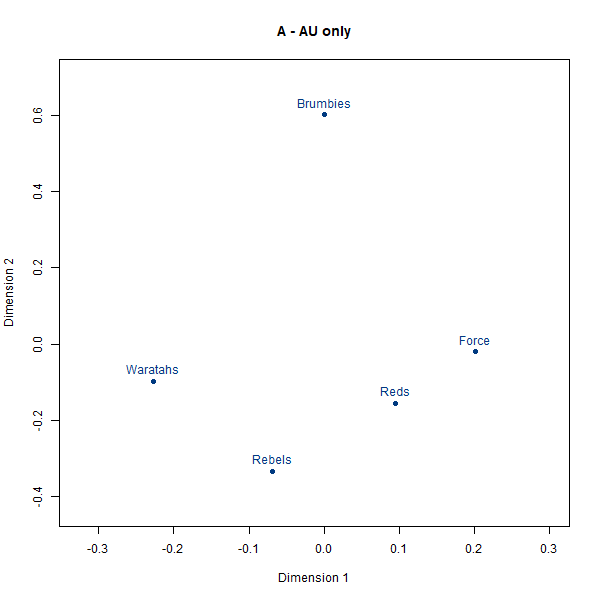 A - AU only
Brumbies
Force
Waratahs
Reds
Rebels
0.6
0.4
0.2
0.0
-0.2
-0.4
Dimension 2
-0.3
-0.2
-0.1
0.0
0.1
0.2
0.3
Dimension 1